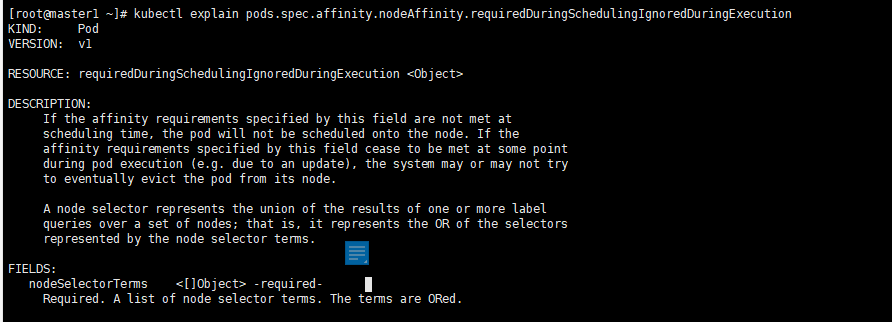 [root@master1 ~]# kubectl explain pods.spec.affinity.nodeAffinity.requiredDuringSchedulingIgnoredDuringExecution
KIND:     Pod
VERSION:  v1
RESOURCE: requiredDuringSchedulingIgnoredDuringExecution <Object>
DESCRIPTION:
If the affinity requirements specified by this field are not met at
scheduling time, the pod will not be scheduled onto the node. If the
affinity requirements specified by this field cease to be met at some point
during pod execution (e.g. due to an update), the system may or may not try
to eventually evict the pod from its node.
A node selector represents the union of the results of one or more label
queries over a set of nodes; that is, it represents the OR of the selectors
represented by the node selector terms.
FIELDS:
nodeSelectorTerms    <[]Object> -required-
Required. A list of node selector terms. The terms are ORed.